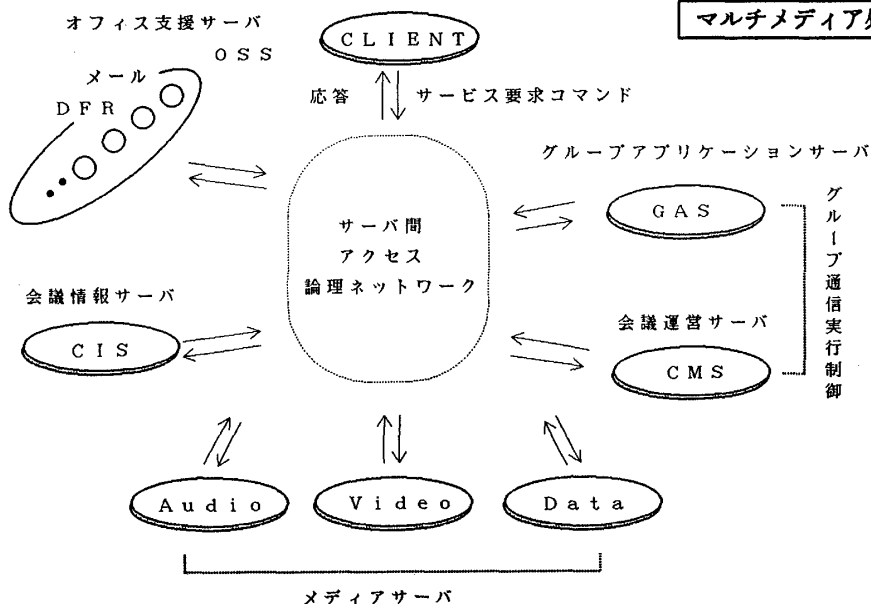 オフィス支援サーバ
OSS
CLIENT
マルチメディア
メール
DFR
応答
サービス要求コマンド
グループアプリケーションサーバ
GAS
サーバ間
アクセス
論理ネットワーク
グループ通信実行制御
会議情報サーバ
CIS
会議運営サーバ
CMS
Audio
Video
Data
メディアサーバ